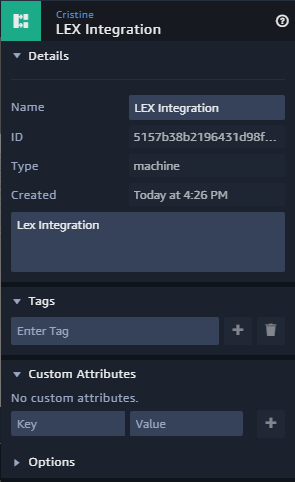 Cristine
LEX Integration
Details
Name LEX Integration
ID 5157b38b2196431d98f...
Type machine
Created Today at 4:26 PM
Lex Integration
Tags
Enter Tag
Custom Attributes
No custom attributes.
Key Value
Options